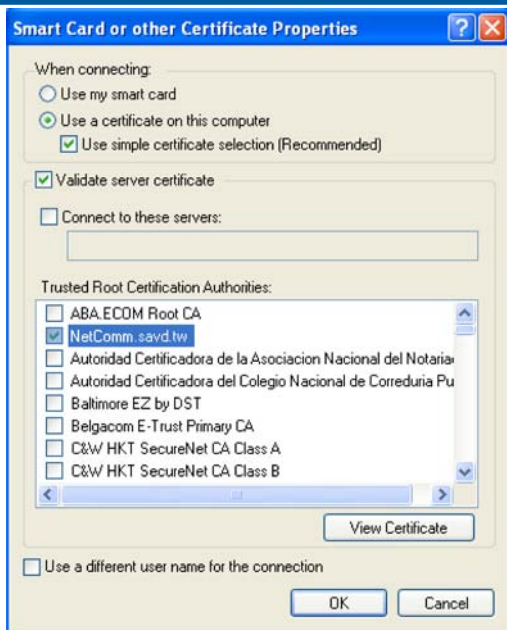 Smart Card or other Certificate Properties
When connecting:
Use my smart card
Use a certificate on this computer
Use simple certificate selection (Recommended)
Validate server certificate
Connect to these servers:
Trusted Root Certification Authorities:
ABA.ECOM Root CA
NetComm.savd.tw
Autoridad Certificadora de la Asociacion Nacional del Notaria
Autoridad Certificadora del Colegio Nacional de Correduria Pu
Baltimore EZ by DST
Belgacom E-Trust Primary CA
C&W HKT SecureNet CA Class A
C&W HKT SecureNet CA Class B
View Certificate
Use a different user name for the connection
OK Cancel